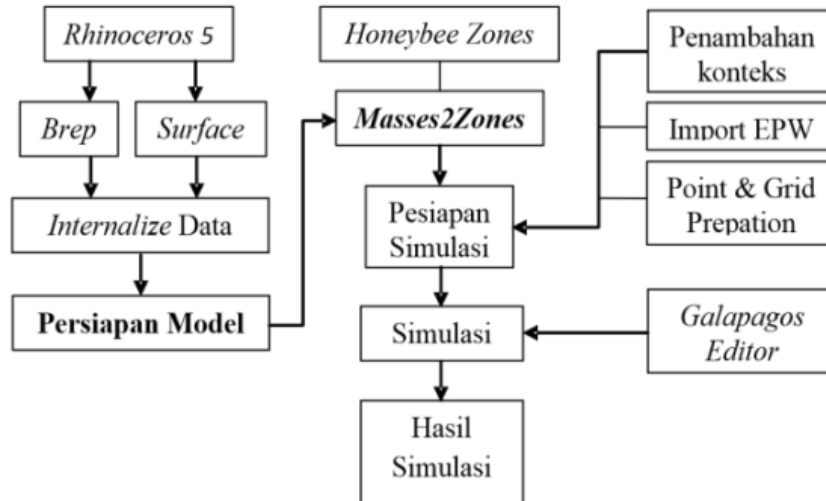 Rhinoceros 5
Brep
Surface
Internalize Data
Persiapan Model
Honeybee Zones
Masses2Zones
Pesiapan
Simulasi
Simulasi
Hasil
Simulasi
Penambahan
konteks
Import EPW
Point & Grid
Prepation
Galapagos
Editor